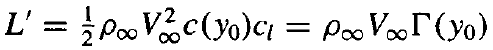 L′ = ½ρ∞V∞²c(y₀)cₗ = ρ∞V∞Γ(y₀)